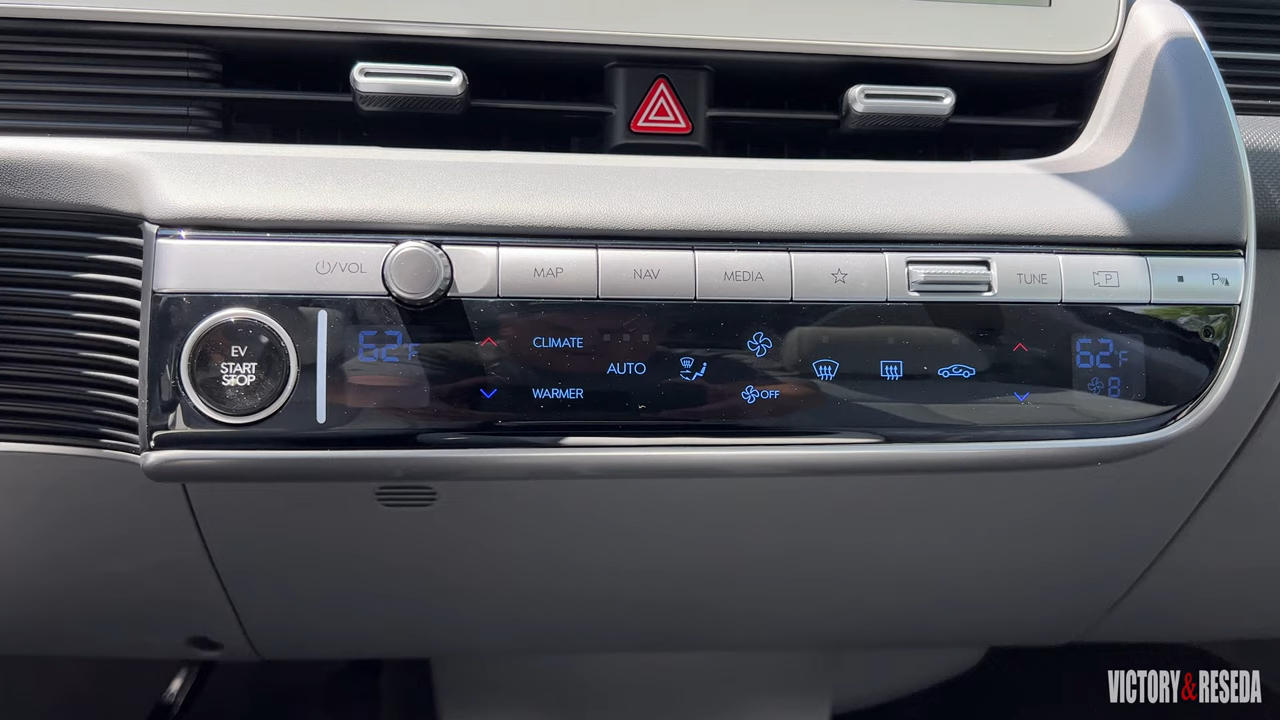 VOL
MAP
NAV
MEDIA
TUNE
P
P
EV
START
STOP
62°F
CLIMATE
AUTO
WARMER
OFF
62°F
8
VICTORY&RESEDA